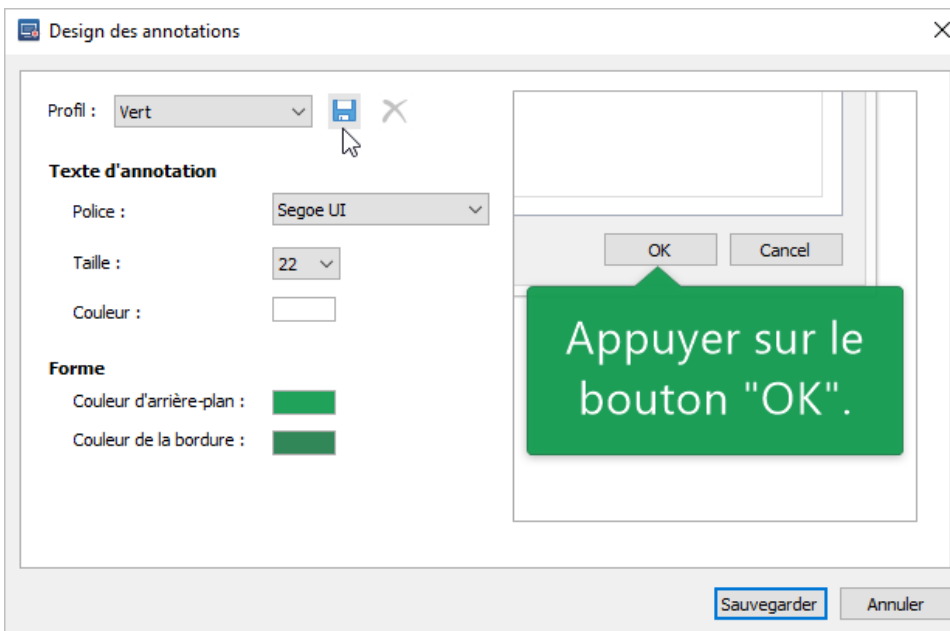 Design des annotations
Profil :
Vert
Texte d'annotation
Police :
Segoe UI
Taille :
22
Couleur :
Forme
Couleur d'arrière-plan :
Couleur de la bordure :
OK
Cancel
Appuyer sur le
bouton "OK".
Sauvegarder
Annuler